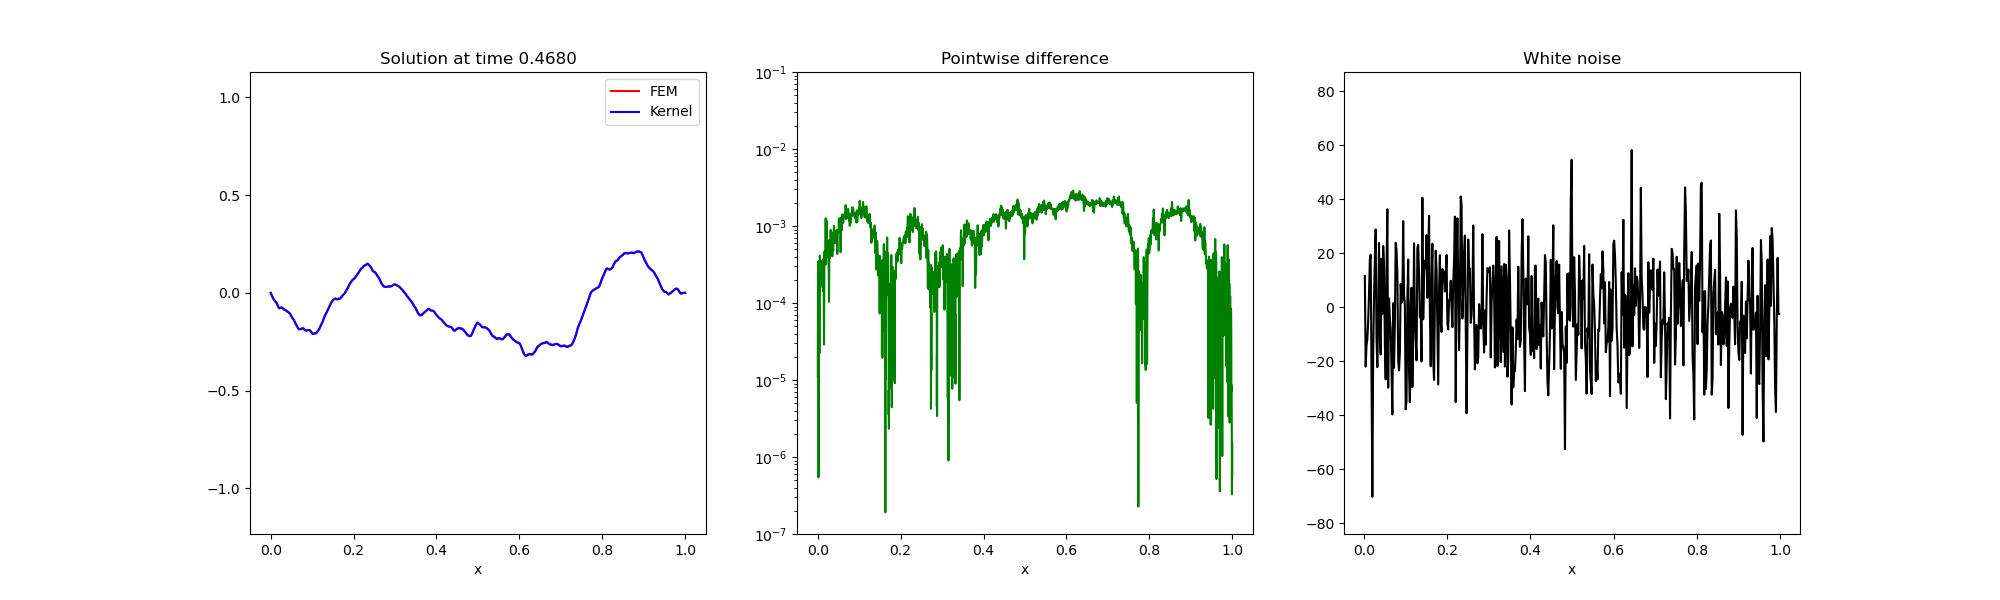 Solution at time 0.4680
1.0
0.5
0.0
−0.5
−1.0
0.0 0.2 0.4 0.6 0.8 1.0
x
FEM
Kernel
Pointwise difference
10⁻¹
10⁻²
10⁻³
10⁻⁴
10⁻⁵
10⁻⁶
10⁻⁷
0.0 0.2 0.4 0.6 0.8 1.0
x
White noise
80
60
40
20
0
−20
−40
−60
−80
0.0 0.2 0.4 0.6 0.8 1.0
x